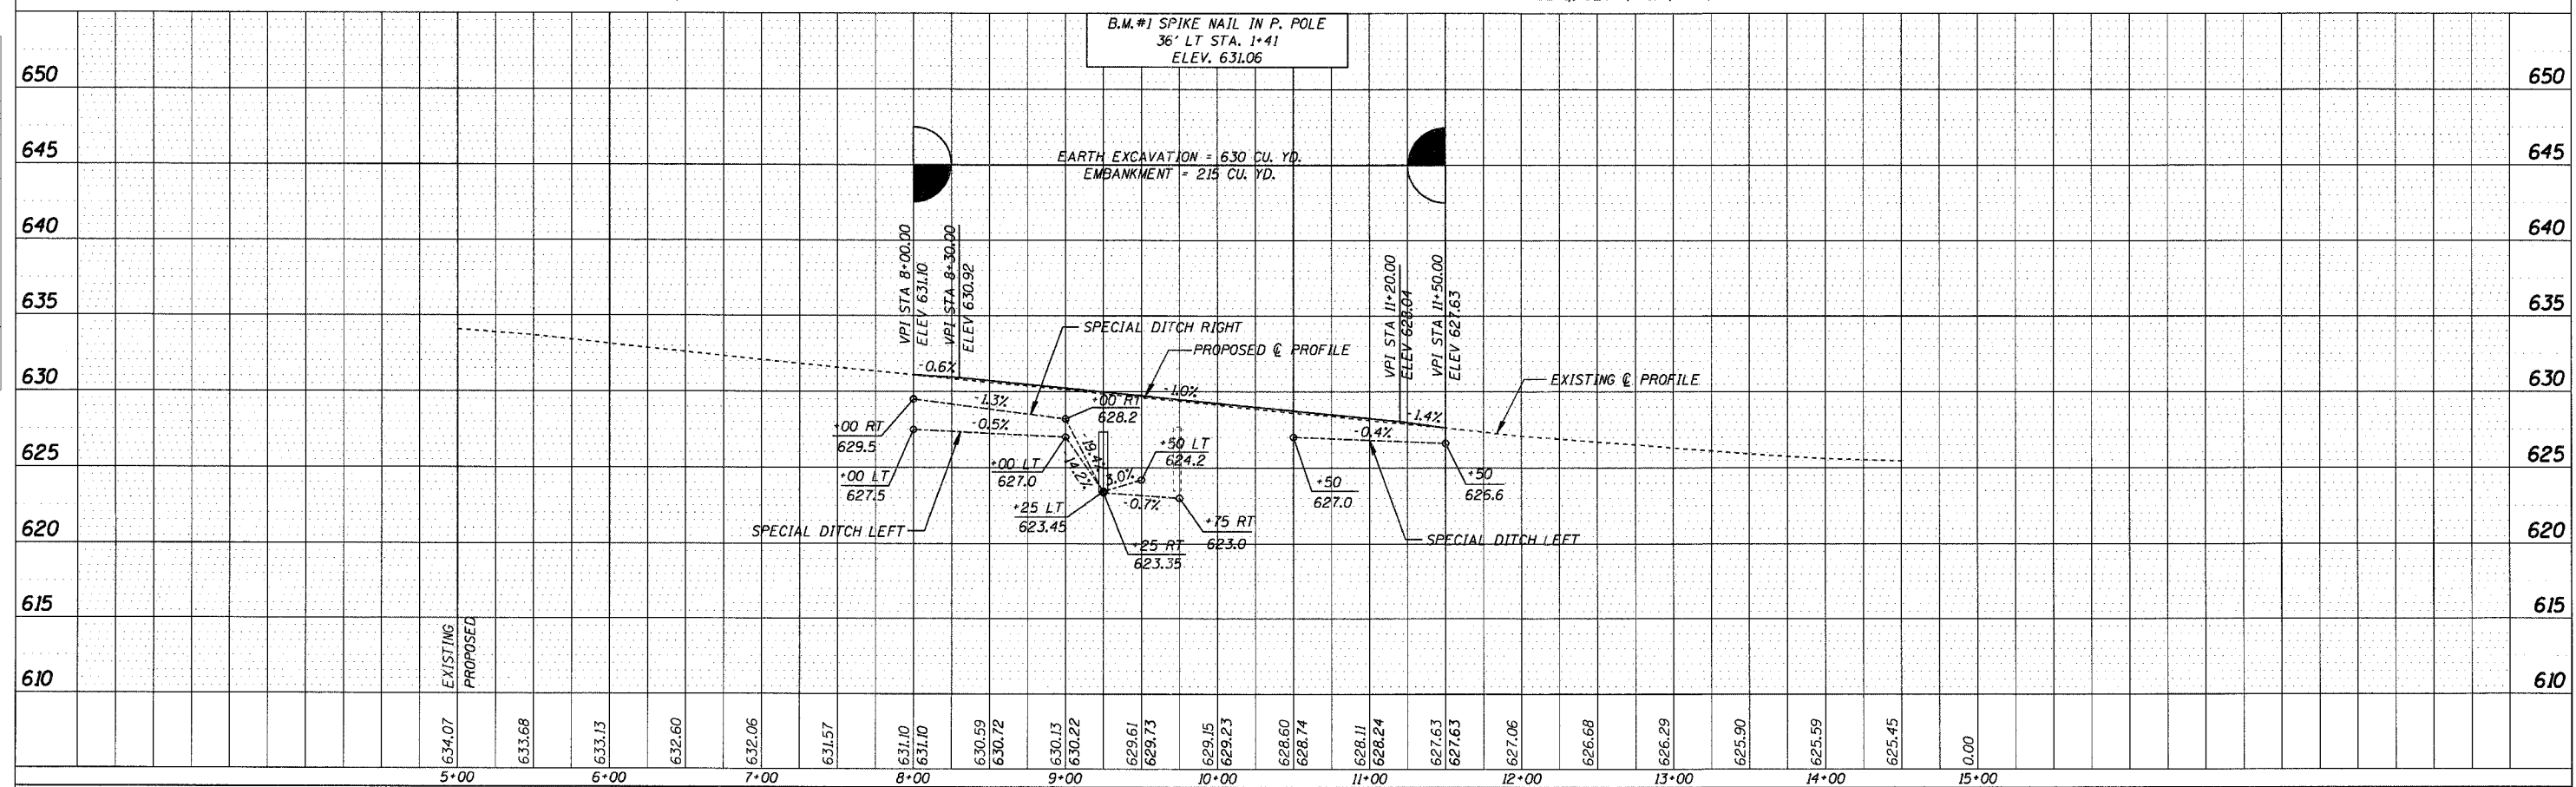 B.M.#1 SPIKE NAIL IN P. POLE
36' LT STA. 1+41
ELEV. 631.06
650
650
645
645
EARTH EXCAVATION = 630 CU. YD.
EMBANKMENT = 215 CU. YD.
640
640
VPI STA 8+00.00
ELEV 631.10
VPI STA 8+30.00
ELEV 630.92
VPI STA 11+20.00
ELEV 628.04
VPI STA 11+50.00
ELEV 627.63
635
635
SPECIAL DITCH RIGHT
PROPOSED ℄ PROFILE
EXISTING ℄ PROFILE
630
630
-0.6%
-1.0%
-1.4%
-1.3%
-0.5%
-0.4%
+00 RT
629.5
+00 RT
628.2
+00 LT
627.5
+00 LT
627.0
-19.4%
14.2%
3.0%
-0.7%
+50 LT
624.2
+25 LT
623.45
+25 RT
623.35
+75 RT
623.0
+50
627.0
+50
626.6
625
625
SPECIAL DITCH LEFT
SPECIAL DITCH LEFT
620
620
615
615
EXISTING
PROPOSED
610
610
634.07
633.68
633.13
632.60
632.06
631.57
631.10
631.10
630.59
630.72
630.13
630.22
629.61
629.73
629.15
629.23
628.60
628.74
628.11
628.24
627.63
627.63
627.06
626.68
626.29
625.90
625.59
625.45
0.00
5+00
6+00
7+00
8+00
9+00
10+00
11+00
12+00
13+00
14+00
15+00